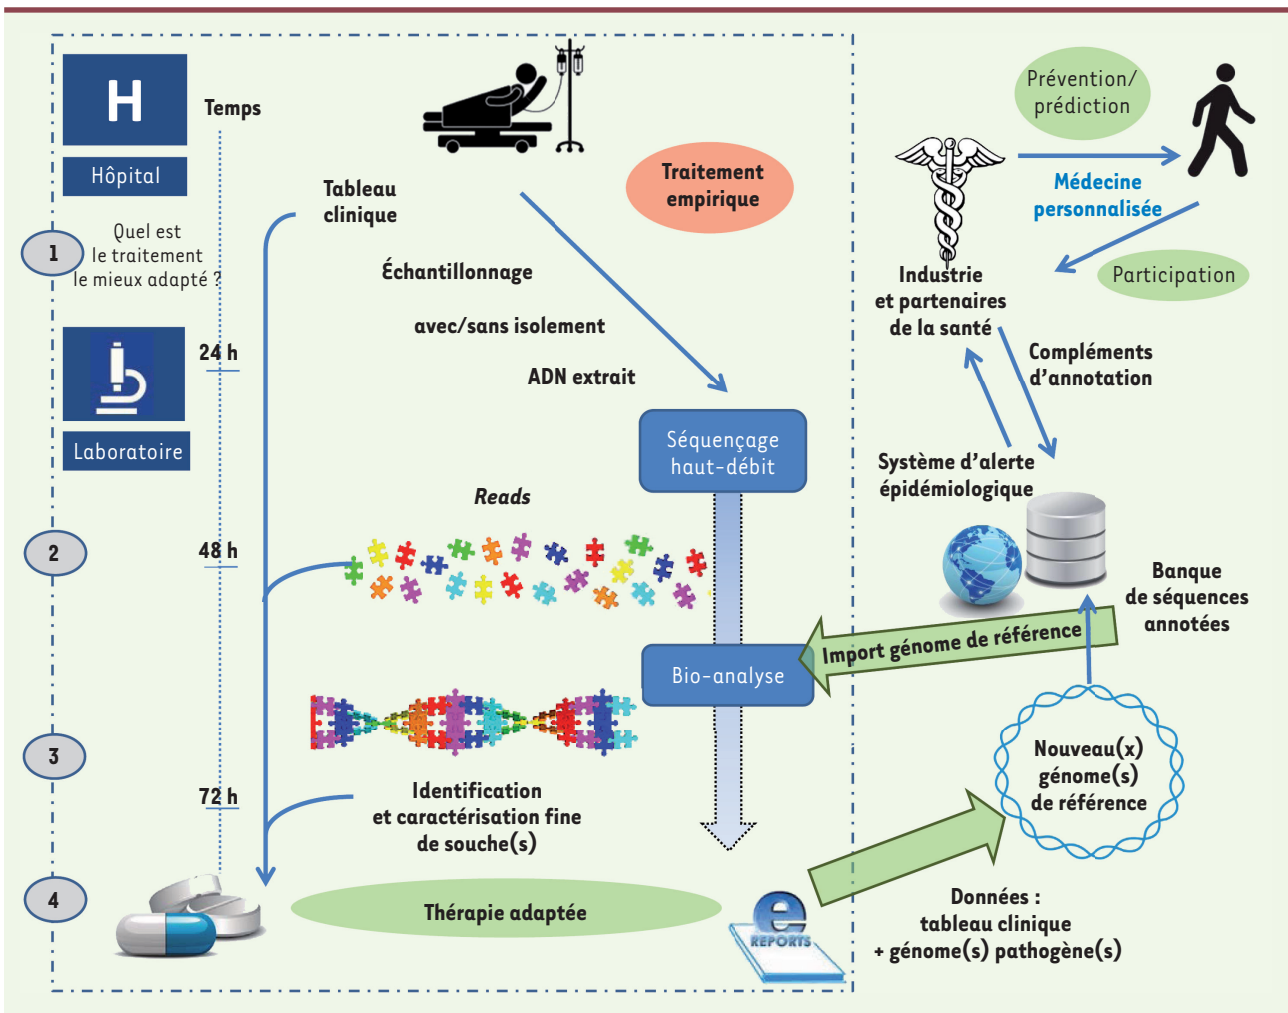 H
Hôpital
Temps
1
Quel est
le traitement
le mieux adapté ?
Tableau
clinique
Traitement
empirique
Échantillonnage
avec/sans isolement
ADN extrait
24 h
Laboratoire
Séquençage
haut-débit
Reads
2
48 h
Bio-analyse
3
72 h
Identification
et caractérisation fine
de souche(s)
4
Thérapie adaptée
e
REPORTS
Prévention/
prédiction
Médecine
personnalisée
Participation
Industrie
et partenaires
de la santé
Compléments
d'annotation
Système d'alerte
épidémiologique
Banque
de séquences
annotées
Import génome de référence
Nouveau(x)
génome(s)
de référence
Données :
tableau clinique
+ génome(s) pathogène(s)